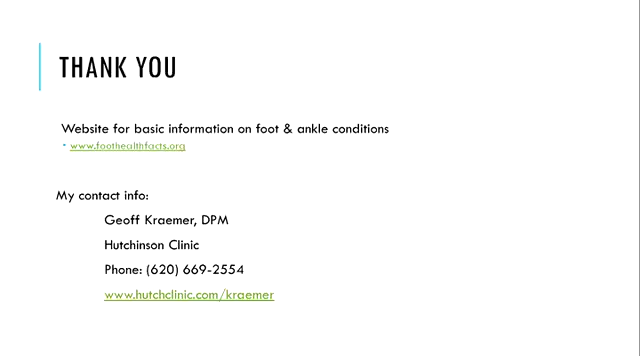 THANK YOU
Website for basic information on foot & ankle conditions
www.foothealthfacts.org
My contact info:
Geoff Kraemer, DPM
Hutchinson Clinic
Phone: (620) 669-2554
www.hutchclinic.com/kraemer